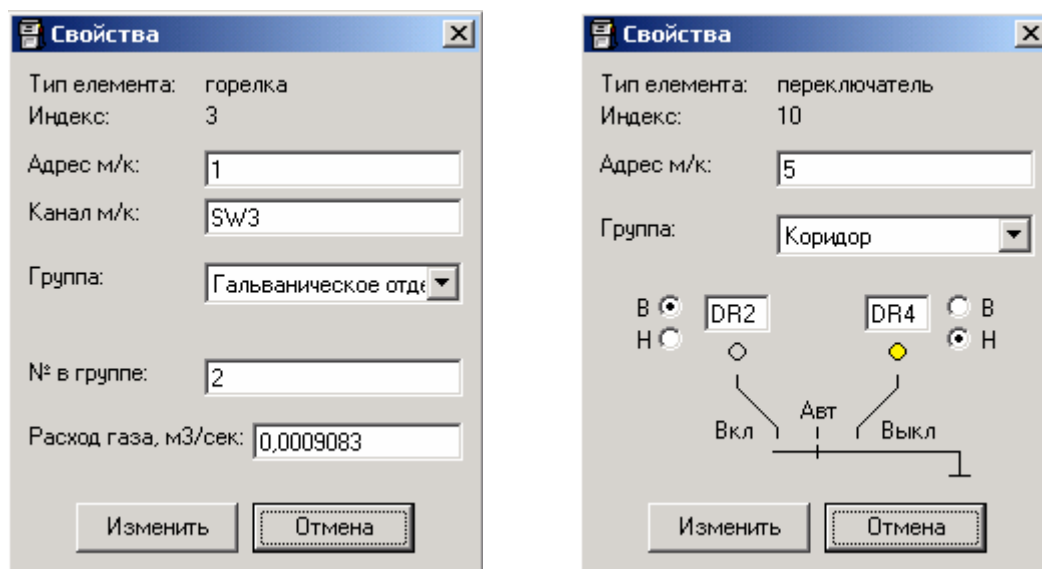 Свойства
Тип елемента: горелка
Индекс: 3
Адрес м/к: 1
Канал м/к: SW3
Группа: Гальваническое отде
№ в группе: 2
Расход газа, м3/сек: 0,0009083
Изменить Отмена
Свойства
Тип елемента: переключатель
Индекс: 10
Адрес м/к: 5
Группа: Коридор
В DR2 DR4 В
Н Н
Авт
Вкл Выкл
Изменить Отмена